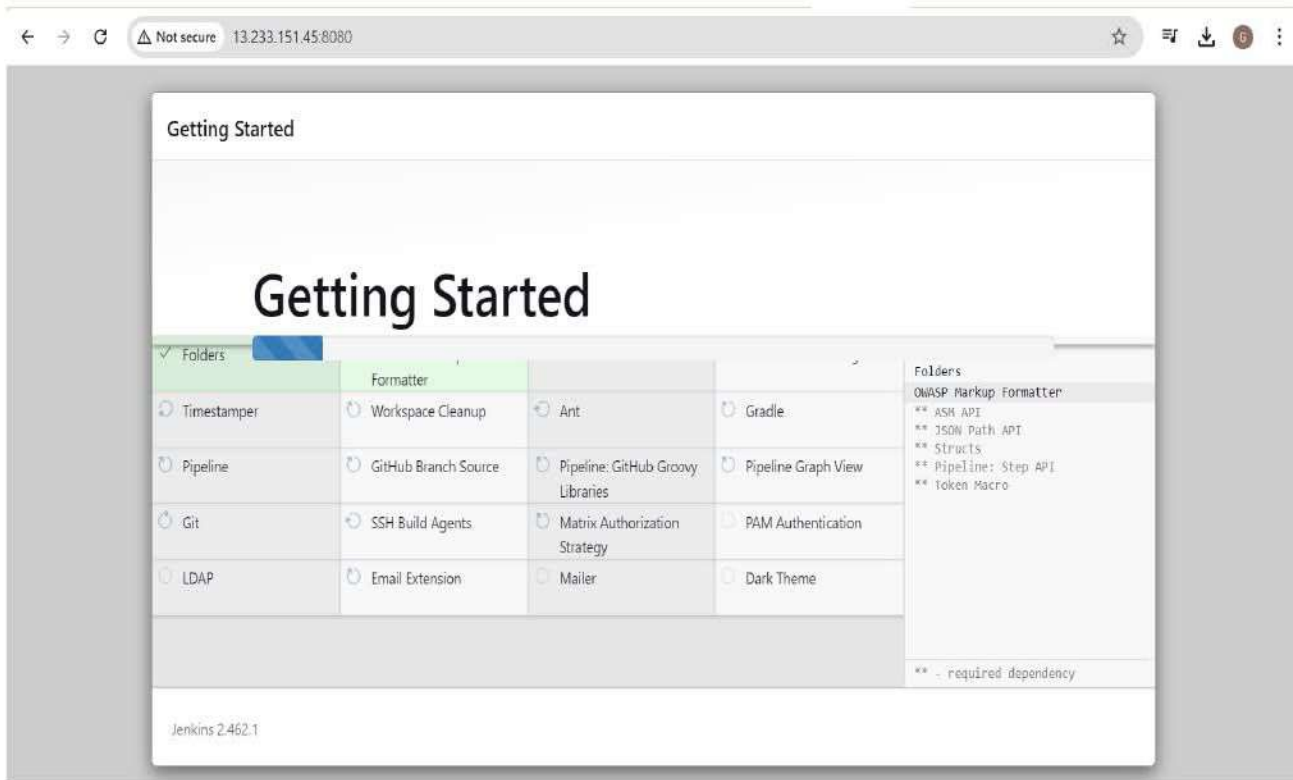 Not secure 13.233.151.45:8080
G
Getting Started
Getting Started
Folders
Formatter
Timestamper
Workspace Cleanup
Ant
Gradle
Pipeline
GitHub Branch Source
Pipeline: GitHub Groovy
Libraries
Pipeline Graph View
Git
SSH Build Agents
Matrix Authorization
Strategy
PAM Authentication
LDAP
Email Extension
Mailer
Dark Theme
Folders
OWASP Markup Formatter
** ASM API
** JSON Path API
** Structs
** Pipeline: Step API
** Token Macro
** - required dependency
Jenkins 2.462.1